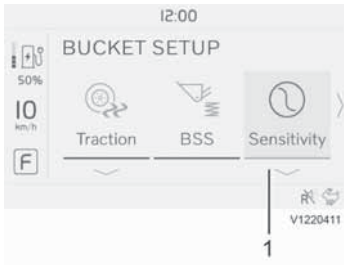 12:00
BUCKET SETUP
50%
10
km/h
F
Traction
BSS
Sensitivity
R
V1220411
1